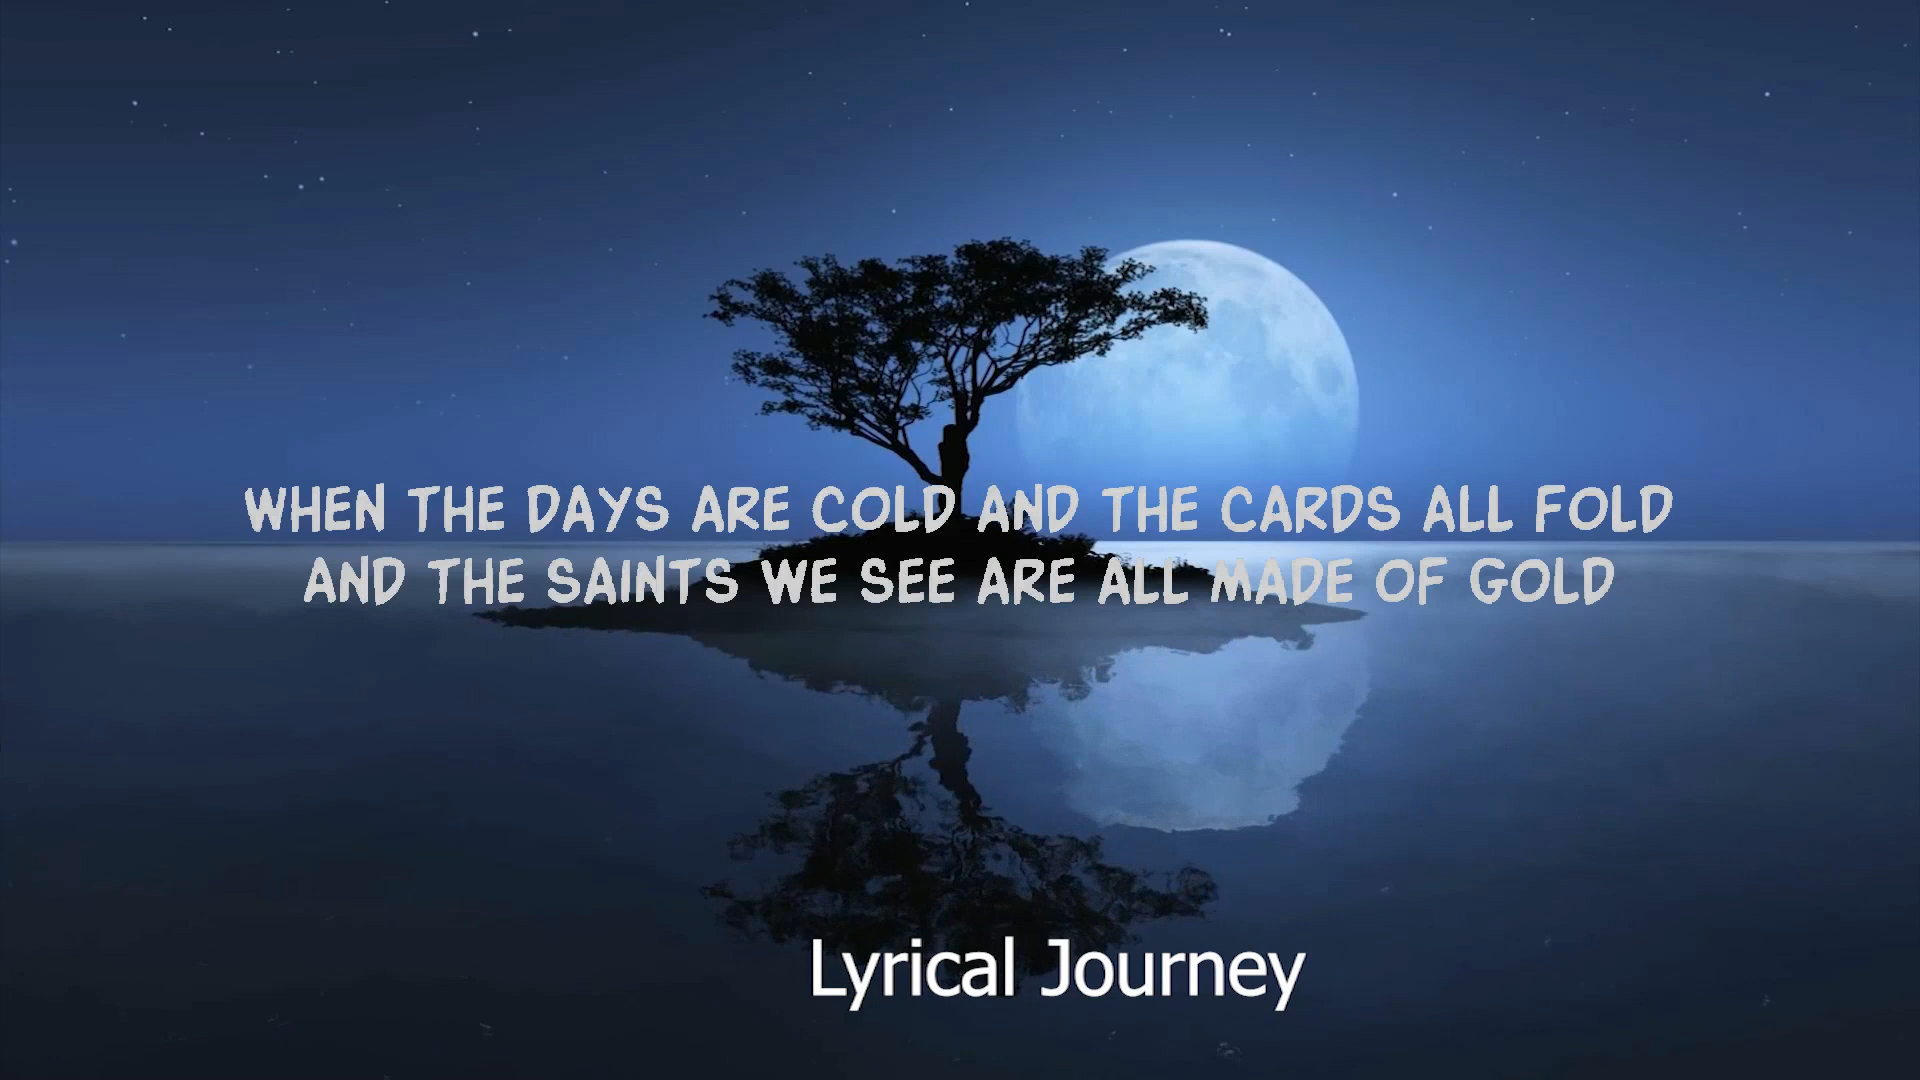 WHEN THE DAYS ARE COLD AND THE CARDS ALL FOLD
AND THE SAINTS WE SEE ARE ALL MADE OF GOLD
Lyrical Journey